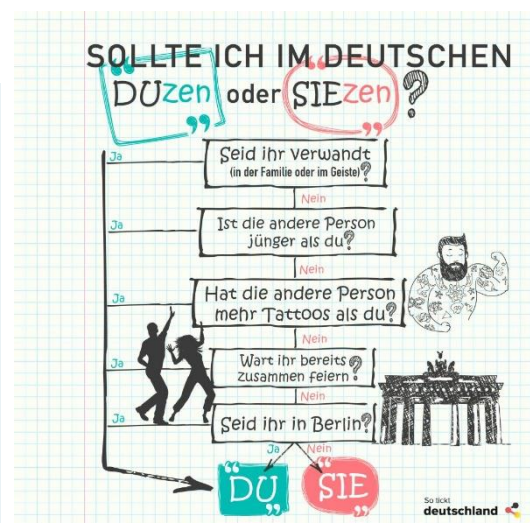 SOLLTE ICH IM DEUTSCHEN
DUzen oder SIEzen?
Ja
Seid ihr verwandt
(in der Familie oder im Geiste)?
Nein
Ja
Ist die andere Person
jünger als du?
Nein
Ja
Hat die andere Person
mehr Tattoos als du?
Nein
Ja
Wart ihr bereits
zusammen feiern?
Nein
Ja
Seid ihr in Berlin?
Ja
Nein
DU
SIE
So tickt
deutschland